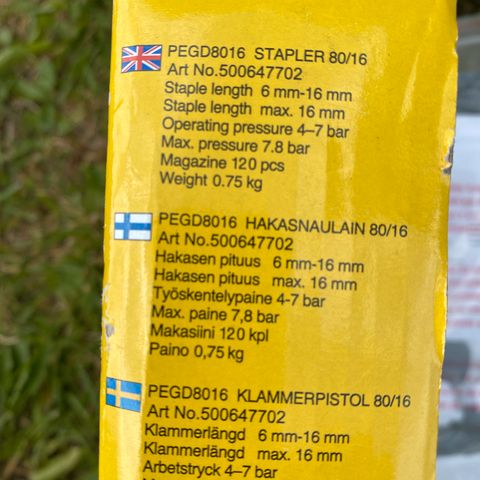 PEGD8016 STAPLER 80/16
Art No.500647702
Staple length 6 mm-16 mm
Staple length max. 16 mm
Operating pressure 4–7 bar
Max. pressure 7.8 bar
Magazine 120 pcs
Weight 0.75 kg
PEGD8016 HAKASNAULAIN 80/16
Art No.500647702
Hakasen pituus 6 mm-16 mm
Hakasen pituus max. 16 mm
Työskentelypaine 4-7 bar
Max. paine 7,8 bar
Makasiini 120 kpl
Paino 0,75 kg
PEGD8016 KLAMMERPISTOL 80/16
Art No.500647702
Klammerlängd 6 mm-16 mm
Klammerlängd max. 16 mm
Arbetstryck 4–7 bar